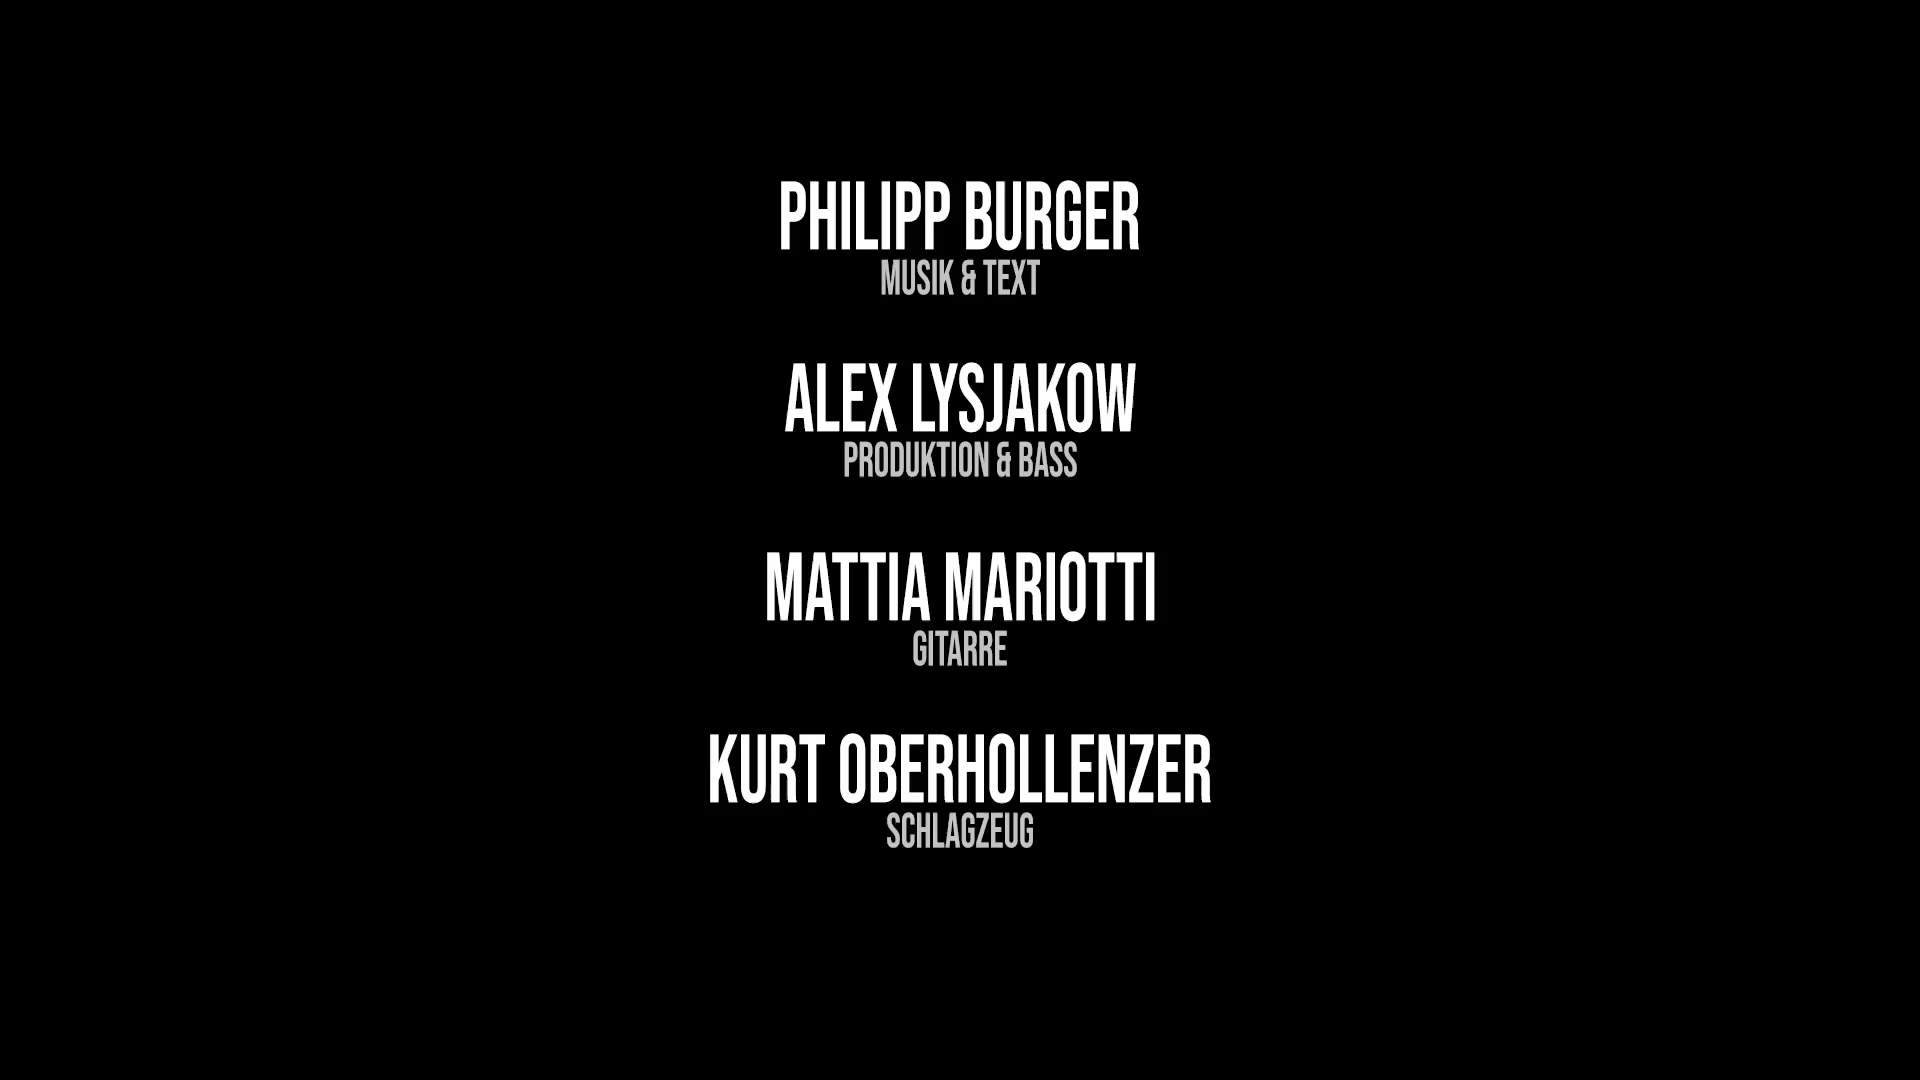 PHILIPP BURGER
MUSIK & TEXT
ALEX LYSJAKOW
PRODUKTION & BASS
MATTIA MARIOTTI
GITARRE
KURT OBERHOLLENZER
SCHLAGZEUG